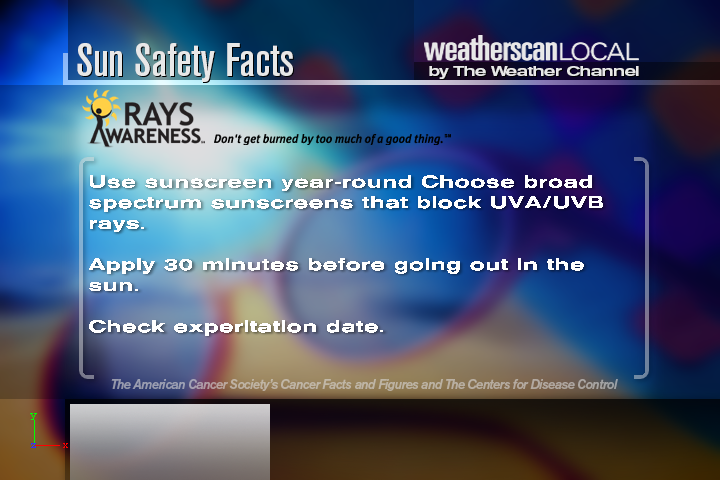 Sun Safety Facts
weatherscanLOCAL
by The Weather Channel
RAYS
AWARENESS™ Don't get burned by too much of a good thing.℠
Use sunscreen year-round Choose broad
spectrum sunscreens that block UVA/UVB
rays.
Apply 30 minutes before going out in the
sun.
Check experitation date.
The American Cancer Society's Cancer Facts and Figures and The Centers for Disease Control
Y
X